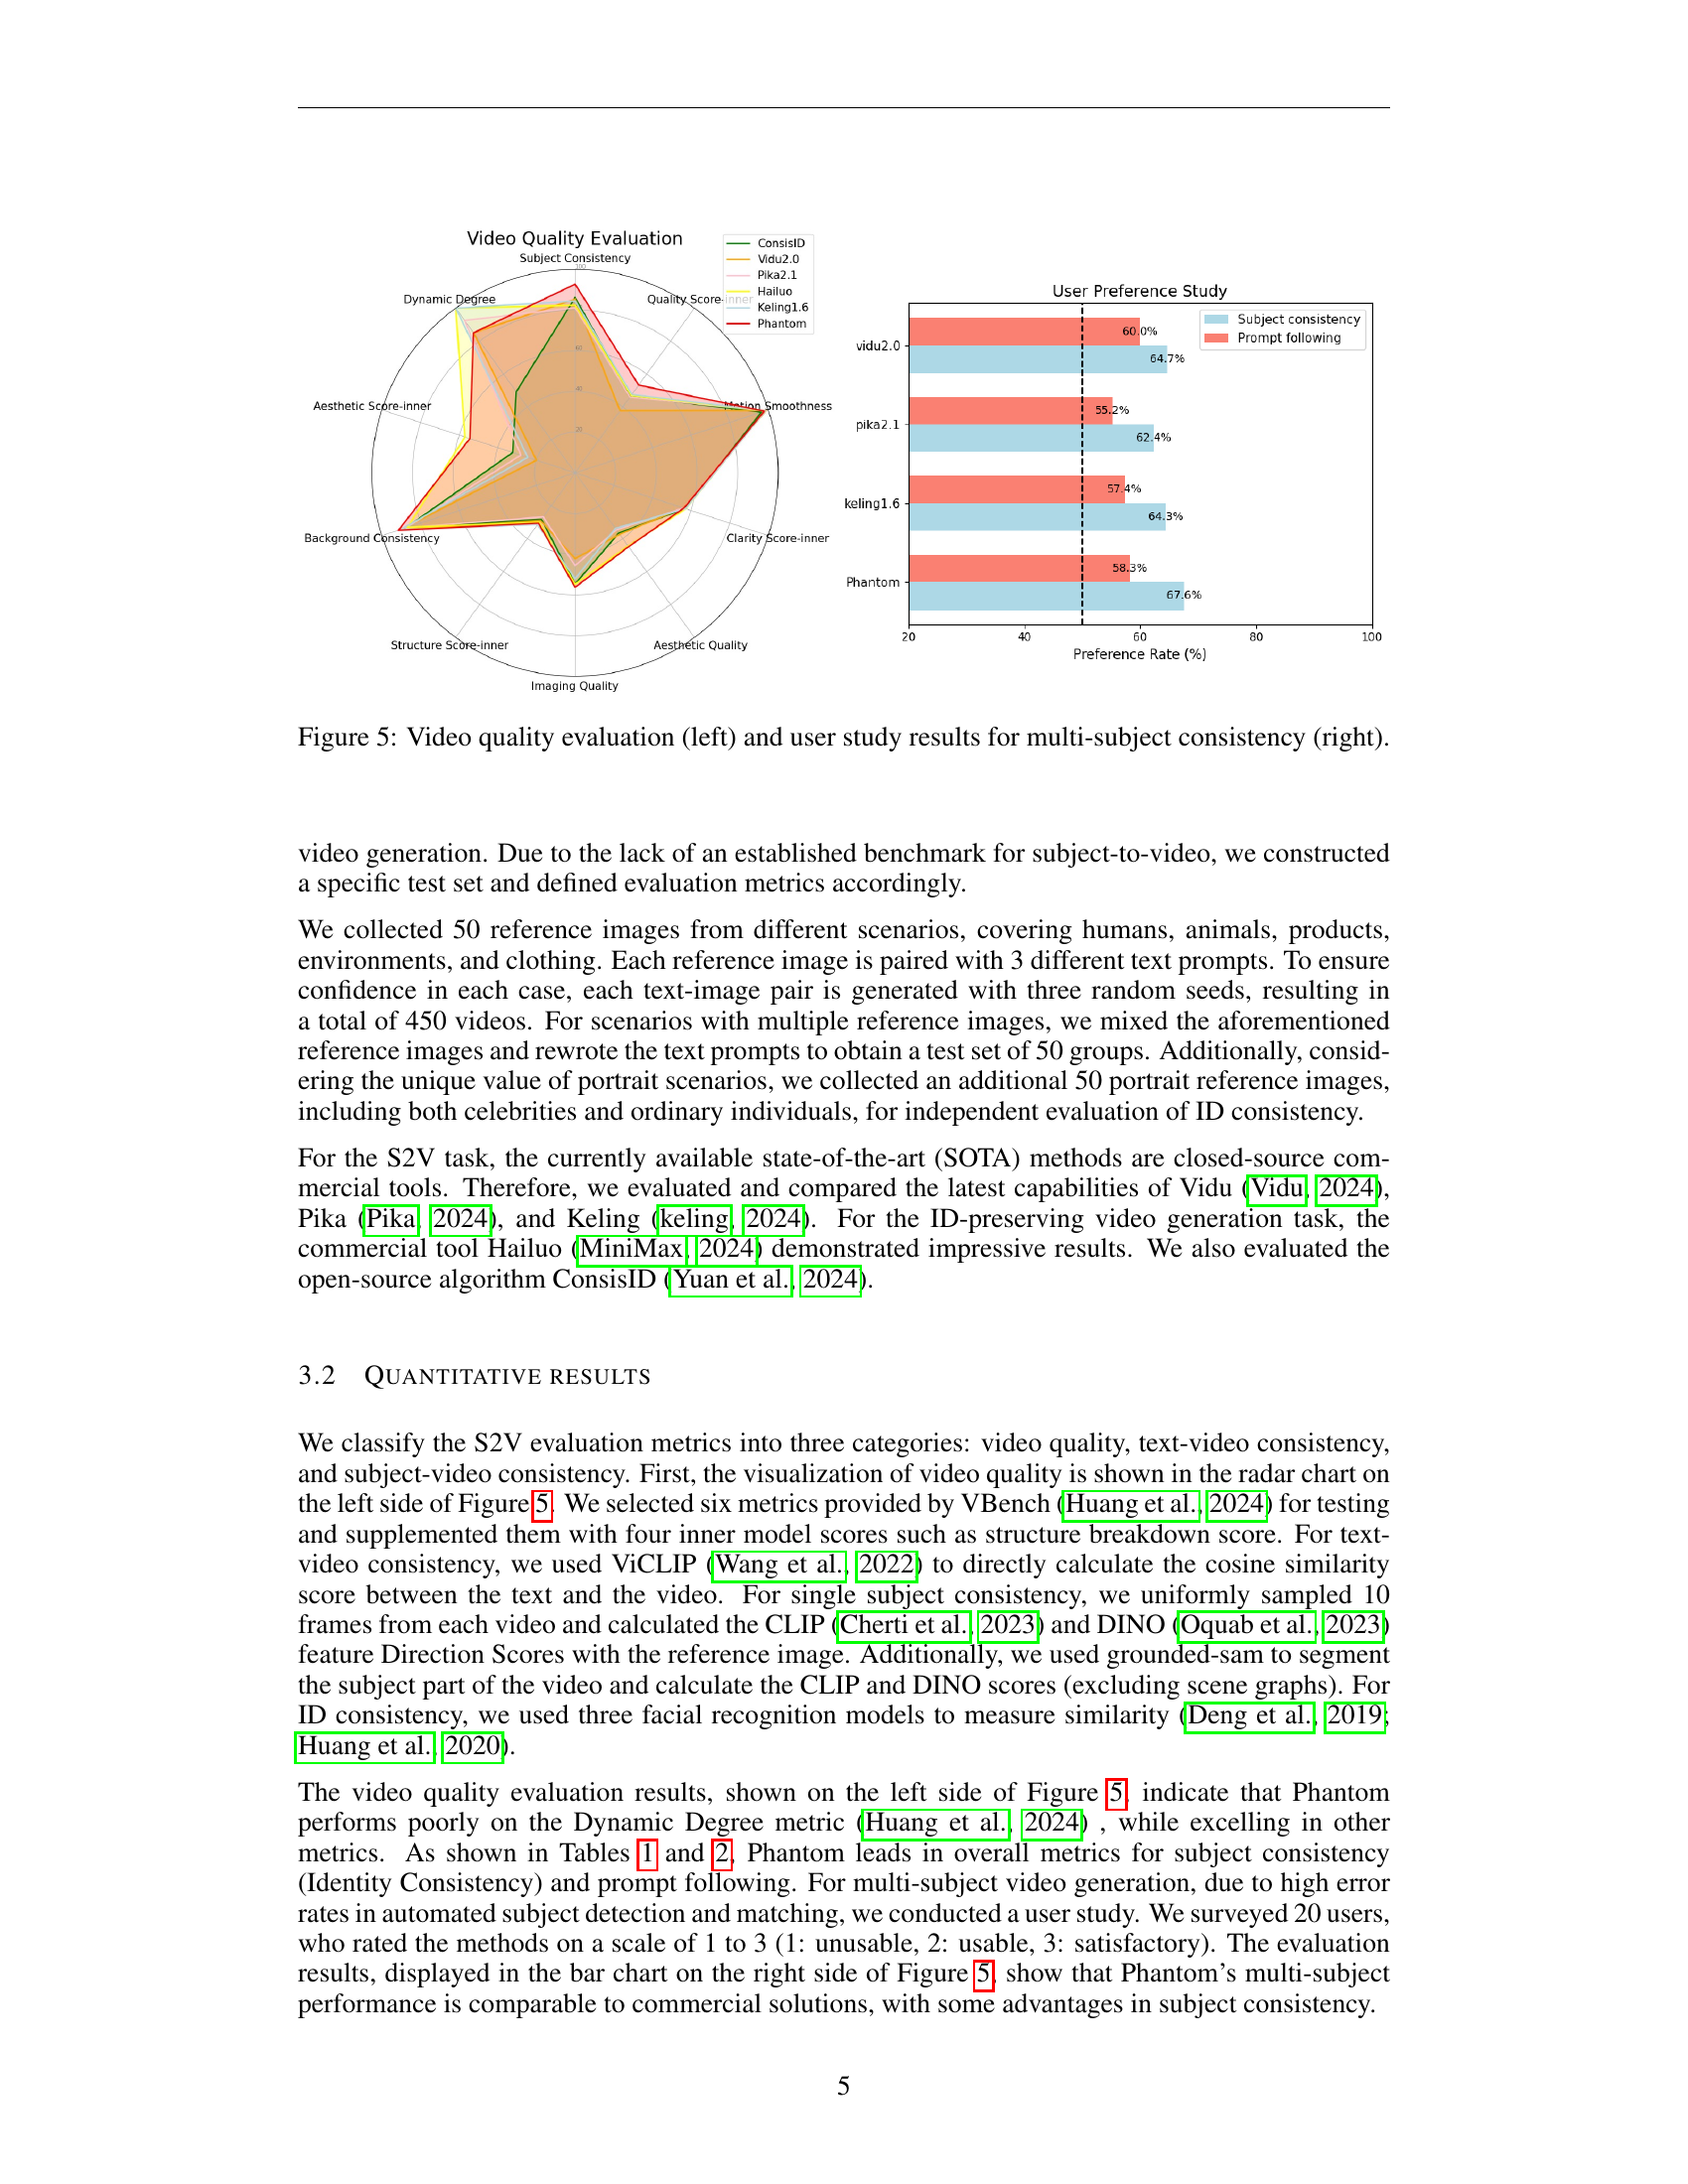 Video Quality Evaluation
Subject Consistency
100
Dynamic Degree
Quality Score-inner
ConsisID
Vidu2.0
Pika2.1
Hailuo
Keling1.6
Phantom
60
40
20
Aesthetic Score-inner
Motion Smoothness
Background Consistency
Clarity Score-inner
Structure Score-inner
Aesthetic Quality
Imaging Quality
User Preference Study
Subject consistency
Prompt following
vidu2.0
60.0%
64.7%
pika2.1
55.2%
62.4%
keling1.6
57.4%
64.3%
Phantom
58.3%
67.6%
20 40 60 80 100
Preference Rate (%)
Figure 5: Video quality evaluation (left) and user study results for multi-subject consistency (right).
video generation. Due to the lack of an established benchmark for subject-to-video, we constructed
a specific test set and defined evaluation metrics accordingly.
We collected 50 reference images from different scenarios, covering humans, animals, products,
environments, and clothing. Each reference image is paired with 3 different text prompts. To ensure
confidence in each case, each text-image pair is generated with three random seeds, resulting in
a total of 450 videos. For scenarios with multiple reference images, we mixed the aforementioned
reference images and rewrote the text prompts to obtain a test set of 50 groups. Additionally, consid-
ering the unique value of portrait scenarios, we collected an additional 50 portrait reference images,
including both celebrities and ordinary individuals, for independent evaluation of ID consistency.
For the S2V task, the currently available state-of-the-art (SOTA) methods are closed-source com-
mercial tools. Therefore, we evaluated and compared the latest capabilities of Vidu (Vidu, 2024),
Pika (Pika, 2024), and Keling (keling, 2024). For the ID-preserving video generation task, the
commercial tool Hailuo (MiniMax, 2024) demonstrated impressive results. We also evaluated the
open-source algorithm ConsisID (Yuan et al., 2024).
3.2 QUANTITATIVE RESULTS
We classify the S2V evaluation metrics into three categories: video quality, text-video consistency,
and subject-video consistency. First, the visualization of video quality is shown in the radar chart on
the left side of Figure 5. We selected six metrics provided by VBench (Huang et al., 2024) for testing
and supplemented them with four inner model scores such as structure breakdown score. For text-
video consistency, we used ViCLIP (Wang et al., 2022) to directly calculate the cosine similarity
score between the text and the video. For single subject consistency, we uniformly sampled 10
frames from each video and calculated the CLIP (Cherti et al., 2023) and DINO (Oquab et al., 2023)
feature Direction Scores with the reference image. Additionally, we used grounded-sam to segment
the subject part of the video and calculate the CLIP and DINO scores (excluding scene graphs). For
ID consistency, we used three facial recognition models to measure similarity (Deng et al., 2019;
Huang et al., 2020).
The video quality evaluation results, shown on the left side of Figure 5, indicate that Phantom
performs poorly on the Dynamic Degree metric (Huang et al., 2024) , while excelling in other
metrics. As shown in Tables 1 and 2, Phantom leads in overall metrics for subject consistency
(Identity Consistency) and prompt following. For multi-subject video generation, due to high error
rates in automated subject detection and matching, we conducted a user study. We surveyed 20 users,
who rated the methods on a scale of 1 to 3 (1: unusable, 2: usable, 3: satisfactory). The evaluation
results, displayed in the bar chart on the right side of Figure 5, show that Phantom's multi-subject
performance is comparable to commercial solutions, with some advantages in subject consistency.
5